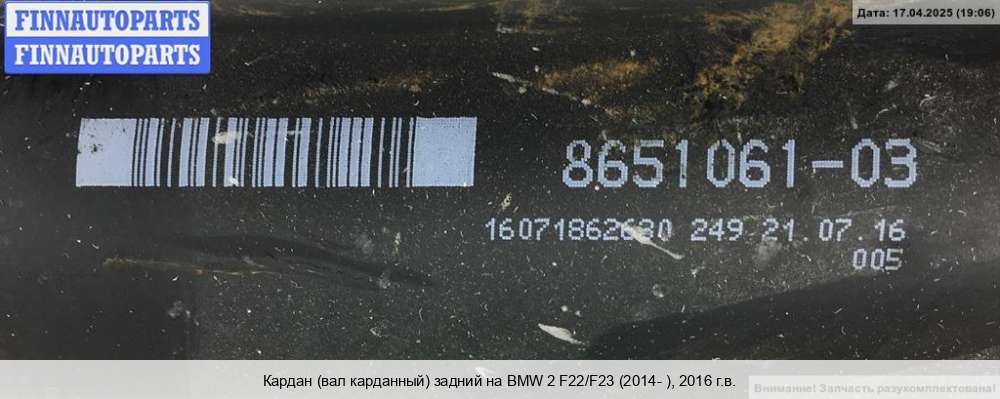 FINNAUTOPARTS
FINNAUTOPARTS
Дата: 17.04.2025 (19:06)
8651061-03
16071862630 249 21.07.16
005
Кардан (вал карданный) задний на BMW 2 F22/F23 (2014- ), 2016 г.в.
Внимание! Запчасть разукомплектована!